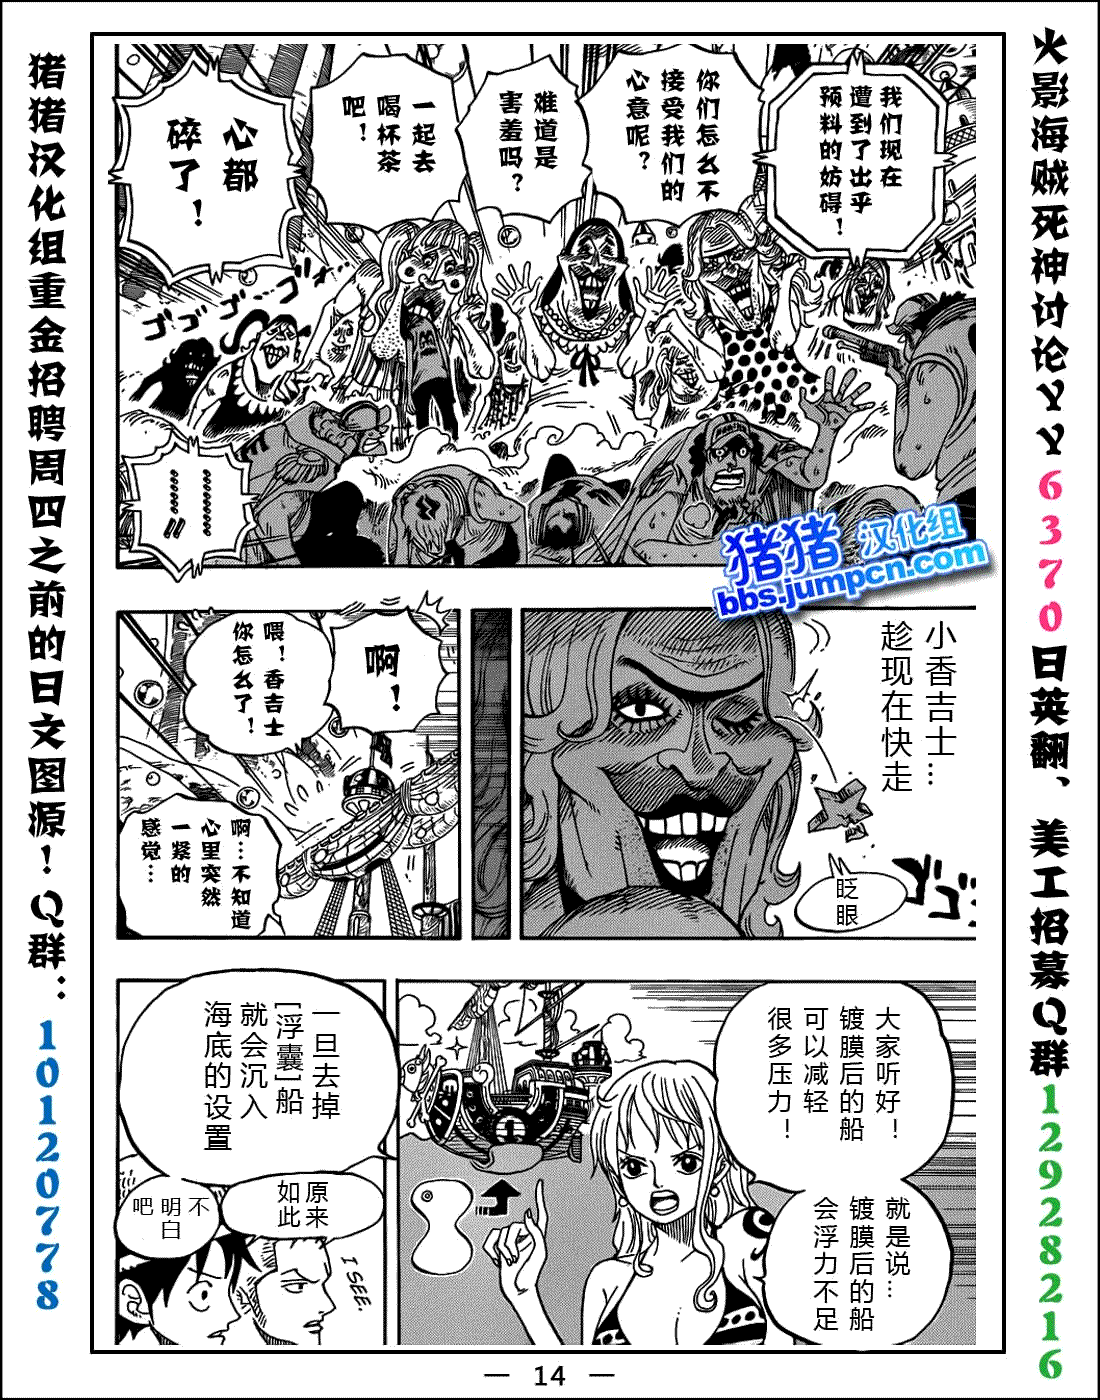 猪猪汉化组重金招聘周四之前的日文图源！Q群：101207778
火影海贼死神讨论YY6370日英翻、美工招募Q群12928216
我们现在
遭到了出乎
预料的妨碍！
你们怎么不
接受我们的
心意呢？
难道是
害羞吗？
一起去
喝杯茶
吧！
心都
碎了！
ゴゴゴ…ゴゴ
猪猪汉化组
bbs.jumpcn.com
小香吉士…
趁现在快走
眨眼
ゴゴゴ
啊！
喂！香吉士
你怎么了！
啊…不知道
心里突然
一紧的
感觉…
大家听好！
镀膜后的船
可以减轻
很多压力！
就是说…
镀膜后的船
会浮力不足
一旦去掉
[浮囊]船
就会沉入
海底的设置
原来
如此
I SEE.
不
明白
吧
— 14 —